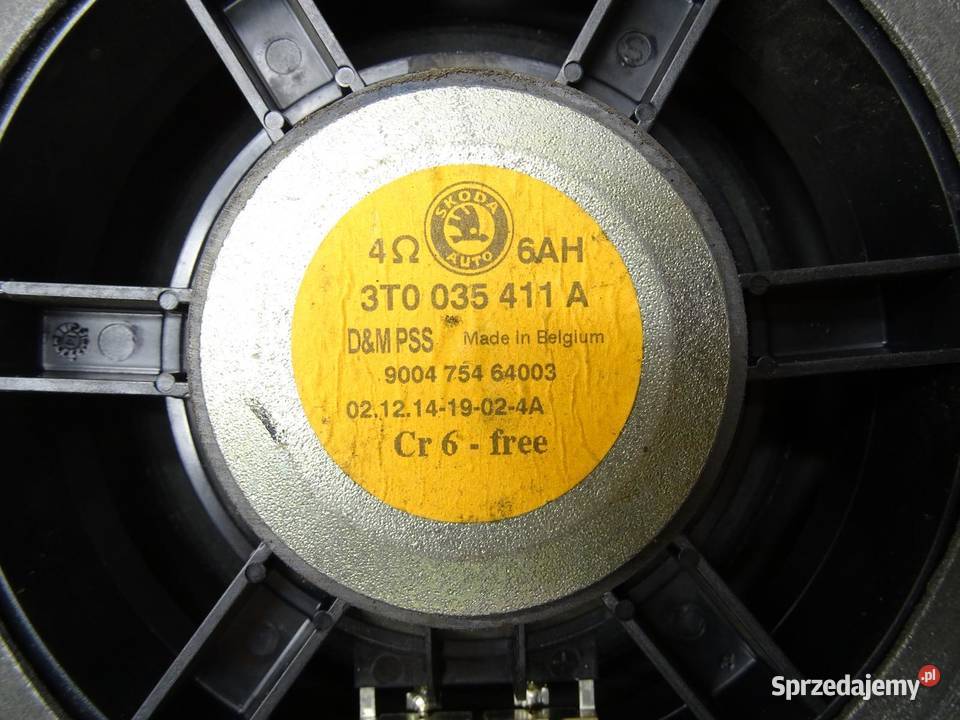 SKODA
AUTO
4Ω 6AH
3T0 035 411 A
D&M PSS Made in Belgium
9004 754 64003
02.12.14-19-02-4A
Cr 6 - free
Sprzedajemy.pl